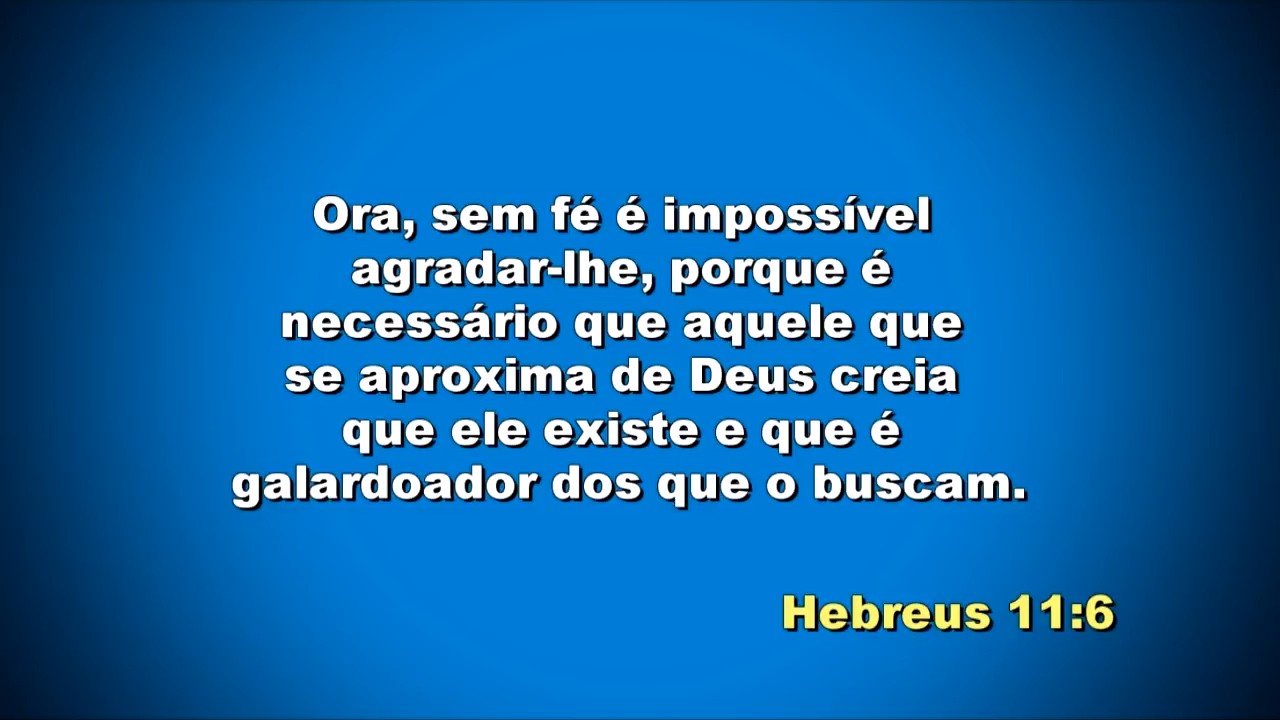 Ora, sem fé é impossível
agradar-lhe, porque é
necessário que aquele que
se aproxima de Deus creia
que ele existe e que é
galardoador dos que o buscam.
Hebreus 11:6